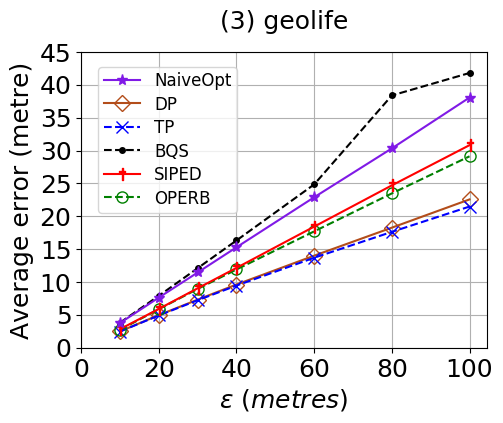 (3) geolife
Average error (metre)
45
40
35
30
25
20
15
10
5
0
NaiveOpt
DP
TP
BQS
SIPED
OPERB
0 20 40 60 80 100
ε (metres)